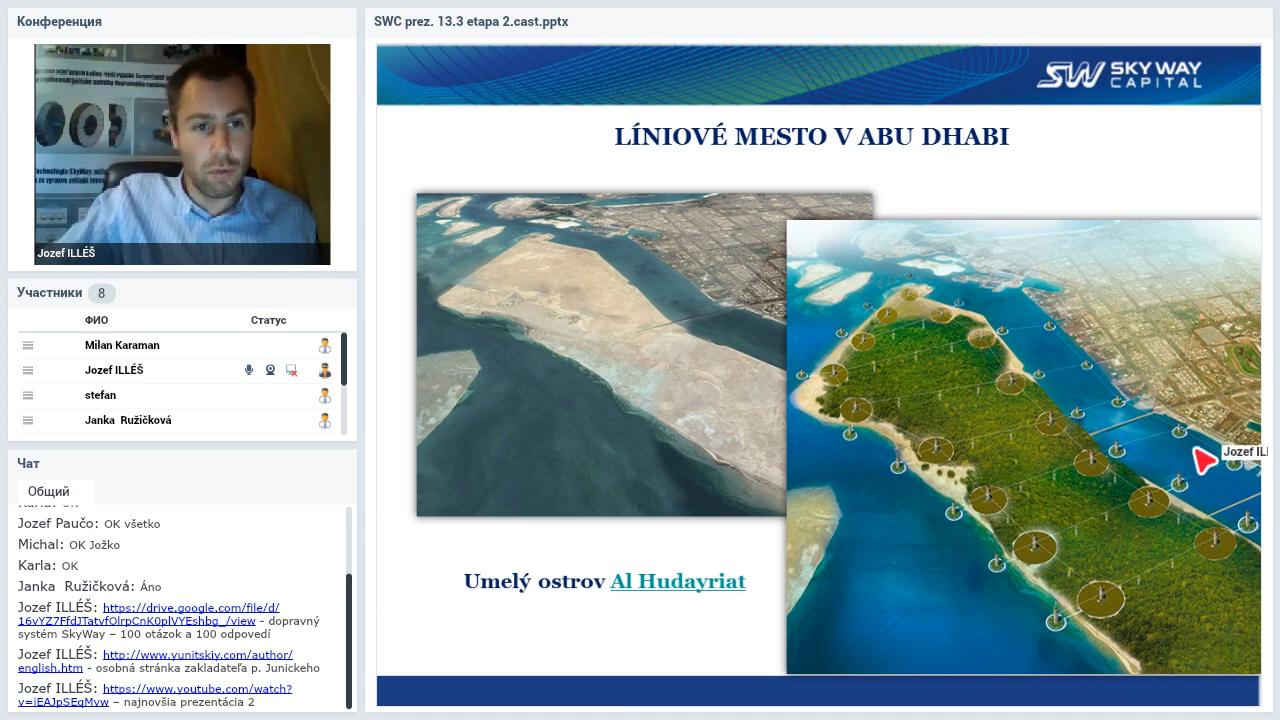 Конференция
Jozef ILLÉŠ
Участники 8
ФИО Статус
Milan Karaman
Jozef ILLÉŠ
stefan
Janka Ružičková
Чат
Общий
Jozef Paučo: OK všetko
Michal: OK Jožko
Karla: OK
Janka Ružičková: Áno
Jozef ILLÉŠ: https://drive.google.com/file/d/
16vYZ7FfdJTatvfOlrpCnK0plVYEshbg_/view - dopravný
systém SkyWay – 100 otázok a 100 odpovedí
Jozef ILLÉŠ: http://www.yunitskiy.com/author/
english.htm - osobná stránka zakladateľa p. Junickeho
Jozef ILLÉŠ: https://www.youtube.com/watch?
v=iEAJpSEqMvw – najnovšia prezentácia 2
SWC prez. 13.3 etapa 2.cast.pptx
SW SKY WAY
CAPITAL
LÍNIOVÉ MESTO V ABU DHABI
Jozef ILL
Umelý ostrov Al Hudayriat